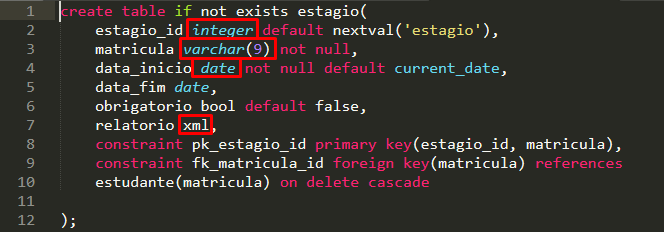 1 create table if not exists estagio(
2 estagio_id integer default nextval('estagio'),
3 matricula varchar(9) not null,
4 data_inicio date not null default current_date,
5 data_fim date,
6 obrigatorio bool default false,
7 relatorio xml,
8 constraint pk_estagio_id primary key(estagio_id, matricula),
9 constraint fk_matricula_id foreign key(matricula) references
10 estudante(matricula) on delete cascade
11
12 );